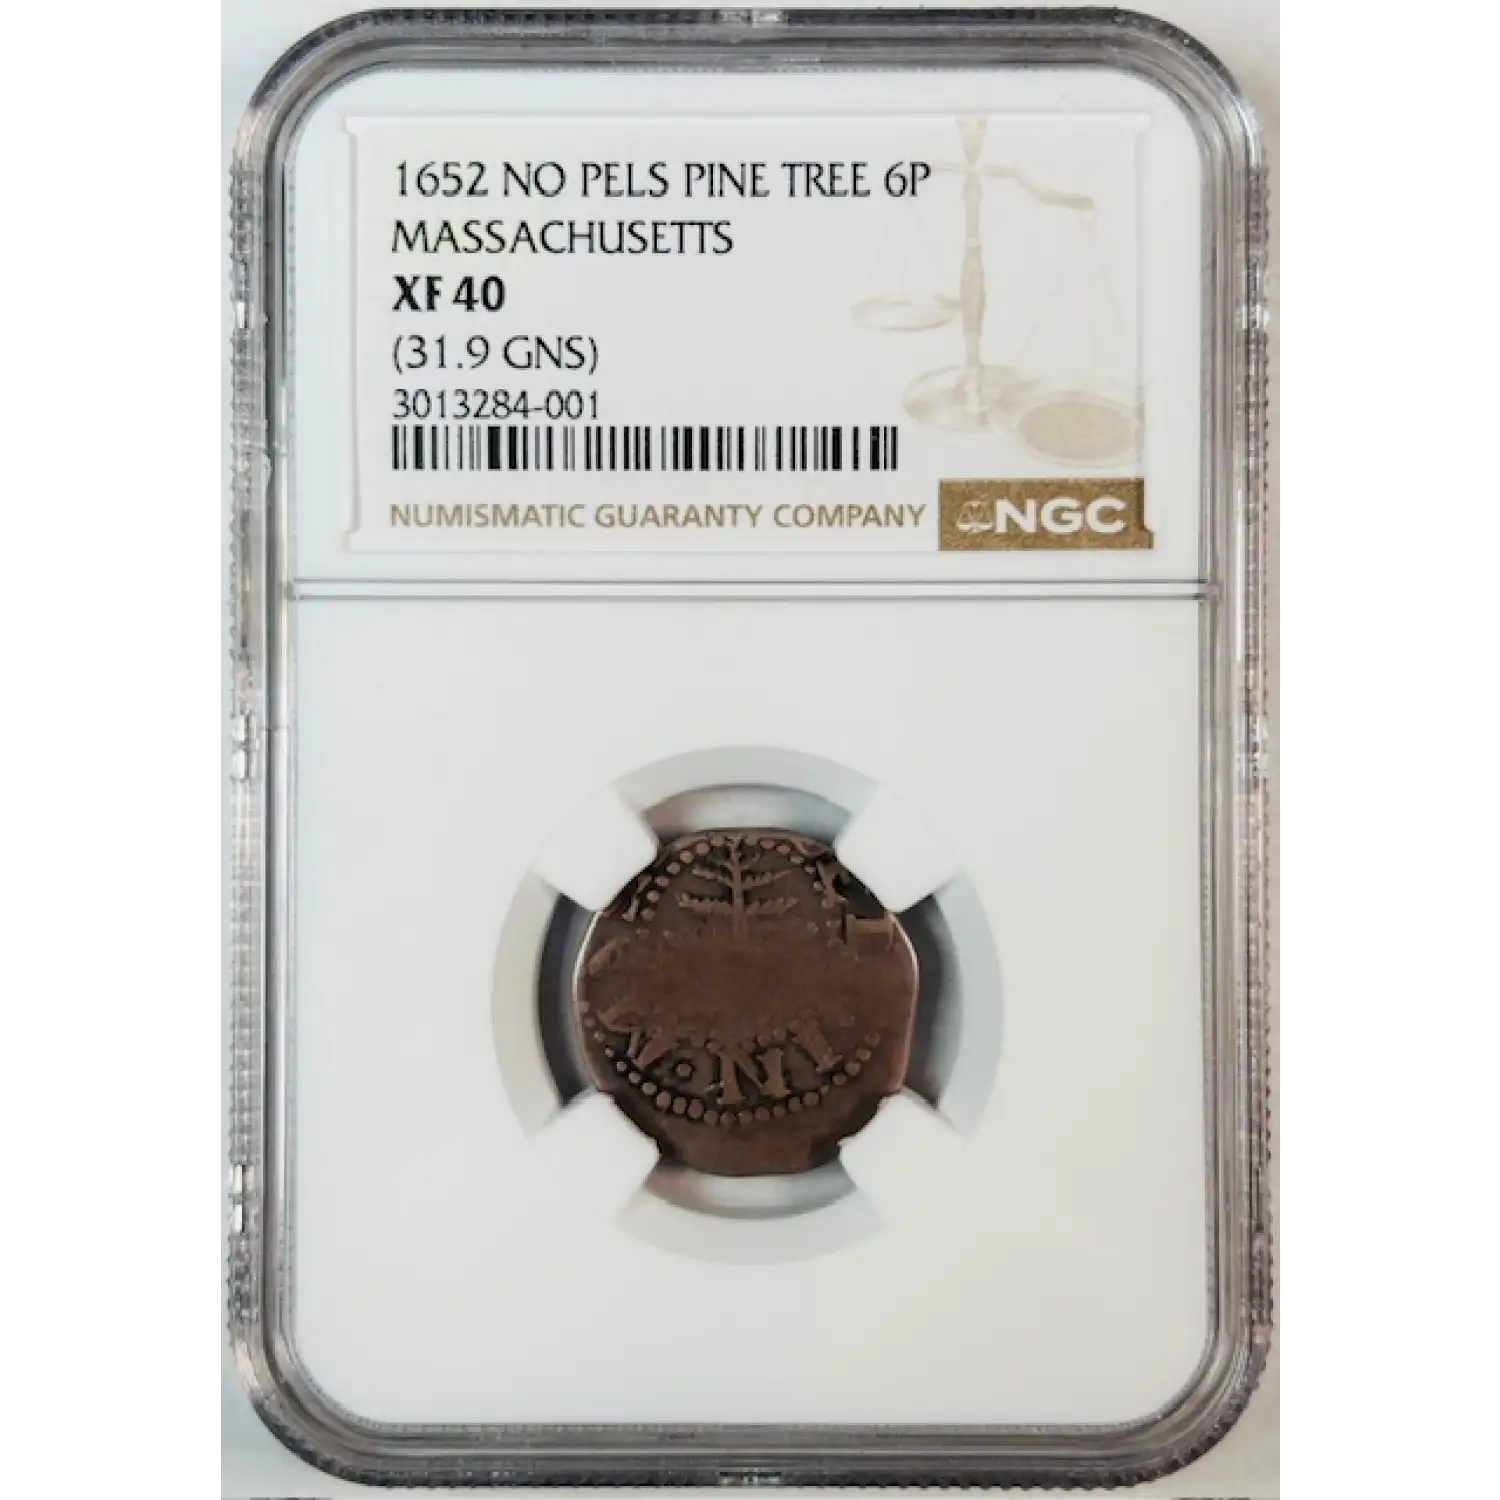 1652 NO PELS PINE TREE 6P
MASSACHUSETTS
XF 40
(31.9 GNS)
3013284-001
NUMISMATIC GUARANTY COMPANY
NGC